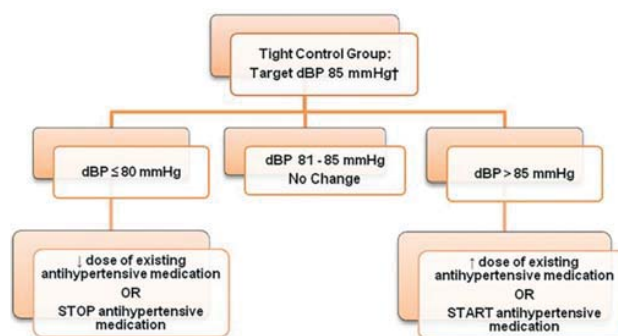 Tight Control Group:
Target dBP 85 mmHg†
dBP ≤ 80 mmHg
dBP 81 - 85 mmHg
No Change
dBP > 85 mmHg
↓ dose of existing
antihypertensive medication
OR
STOP antihypertensive
medication
↑ dose of existing
antihypertensive medication
OR
START antihypertensive
medication